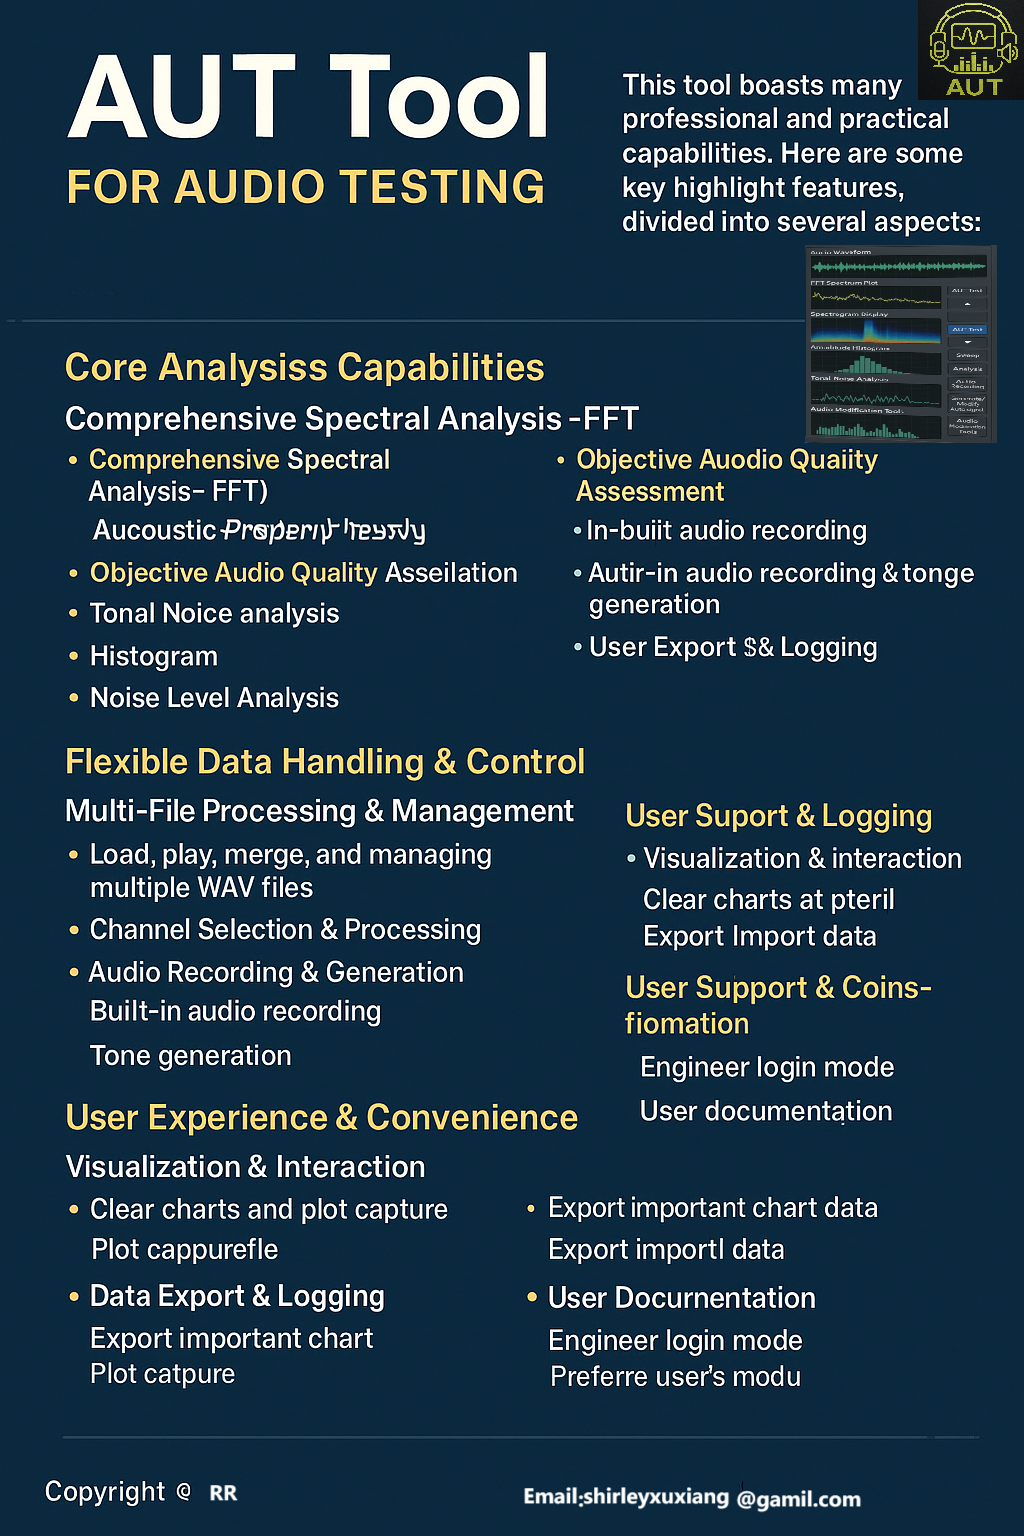 AUT Tool
FOR AUDIO TESTING
This tool boasts many
professional and practical
capabilities. Here are some
key highlight features,
divided into several aspects:
AUT
Audio Waveform
FFT Spectrum Plot
Spectrogram Display
Amplitude Histogram
Tonal Noise Analysis
Audio Modification Tools
AUT Test
AUT Test
Sweep
Analysis
Audio
Recording
Modify
Audio
Tools
Core Analysiss Capabilities
Comprehensive Spectral Analysis -FFT
• Comprehensive Spectral
Analysis– FFT)
Aucoustic
• Objective Audio Quality Asseilation
• Tonal Noice analysis
• Histogram
• Noise Level Analysis
• Objective Auodio Quaiity
Assessment
• In-buiit audio recording
• Autir-in audio recording & tonge
generation
• User Export $& Logging
Flexible Data Handling & Control
Multi-File Processing & Management
• Load, play, merge, and managing
multiple WAV files
• Channel Selection & Processing
• Audio Recording & Generation
Built-in audio recording
Tone generation
User Suport & Logging
• Visualization & interaction
Clear charts at pteril
Export Import data
User Support & Coins-
fiomation
Engineer login mode
User documentation
User Experience & Convenience
Visualization & Interaction
• Clear charts and plot capture
Plot cappurefle
• Data Export & Logging
Export important chart
Plot catpure
• Export important chart data
Export importl data
• User Docurnentation
Engineer login mode
Preferre user's modu
Copyright @ RR
Email:shirleyxuxiang @gamil.com